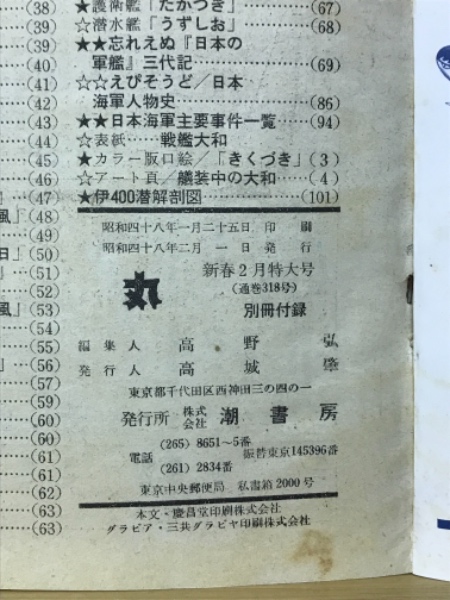 ★護衛艦「たかつき」……(67)
☆潜水艦「うずしお」……(68)
★★忘れえぬ『日本の
軍艦』三代記………………(69)
☆☆えぴそうど／日本
海軍人物史…………………(86)
★★日本海軍主要事件一覧……(94)
☆表紙……戦艦大和
★カラー阪口絵／「きくづき」(3)
☆アート頁／艤装中の大和……(4)
★伊400潜解剖図………………(101)
(38)
(39)
(39)
(40)
(41)
(42)
(43)
(44)
(45)
(46)
(47)
風」(48)
(49)
日」(50)
(51)
(52)
風」(53)
(54)
(55)
(56)
(57)
(59)
(60)
(60)
(61)
(62)
(63)
(63)
昭和四十八年一月二十五日 印刷
昭和四十八年二月 一日 発行
丸
新春2月特大号
(通巻318号)
別冊付録
編集人 高野弘
発行人 高城肇
東京都千代田区西神田三の四の一
発行所 株式会社 潮書房
(265) 8651〜5番
電話 振替東京145396番
(261) 2834番
東京中央郵便局 私書箱2000号
本文・慶昌堂印刷株式会社
グラビア・三共グラビヤ印刷株式会社